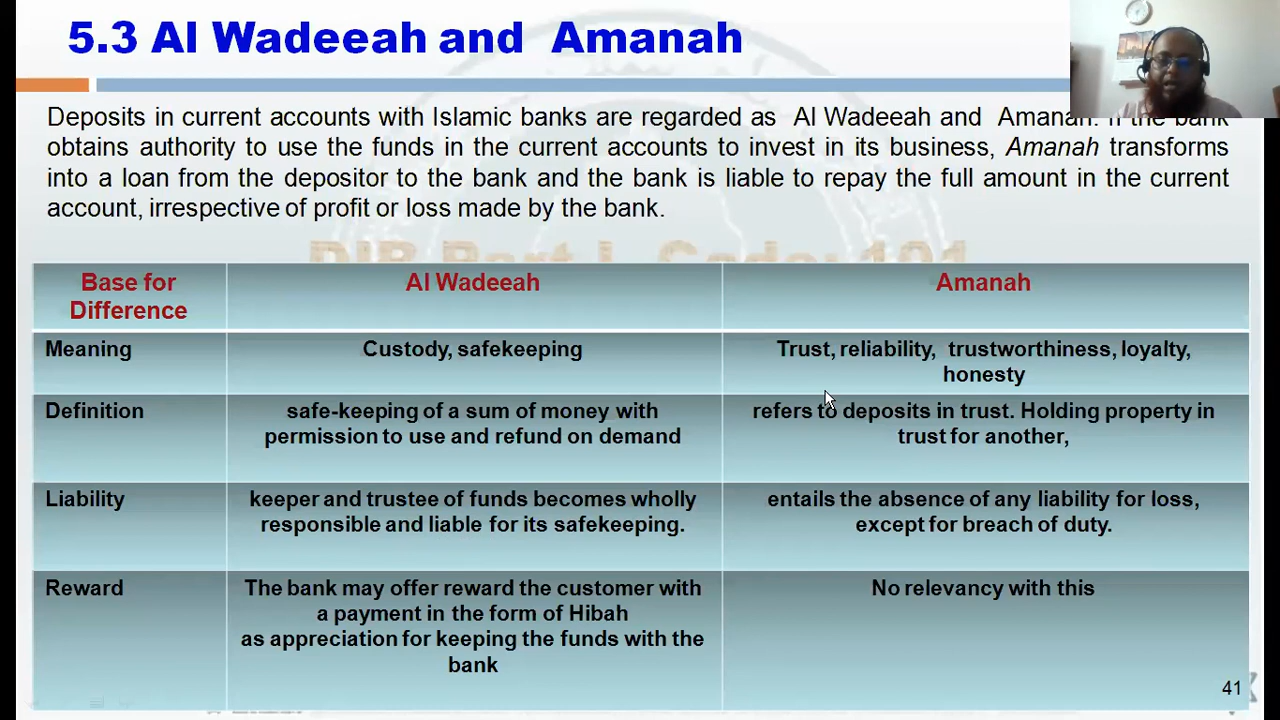 5.3 Al Wadeeah and Amanah
Deposits in current accounts with Islamic banks are regarded as Al Wadeeah and Amanah. If the bank
obtains authority to use the funds in the current accounts to invest in its business, Amanah transforms
into a loan from the depositor to the bank and the bank is liable to repay the full amount in the current
account, irrespective of profit or loss made by the bank.
DIB Part I, Code: 101
Base for
Difference
Al Wadeeah
Amanah
Meaning
Custody, safekeeping
Trust, reliability, trustworthiness, loyalty,
honesty
Definition
safe-keeping of a sum of money with
permission to use and refund on demand
refers to deposits in trust. Holding property in
trust for another,
Liability
keeper and trustee of funds becomes wholly
responsible and liable for its safekeeping.
entails the absence of any liability for loss,
except for breach of duty.
Reward
The bank may offer reward the customer with
a payment in the form of Hibah
as appreciation for keeping the funds with the
bank
No relevancy with this
41